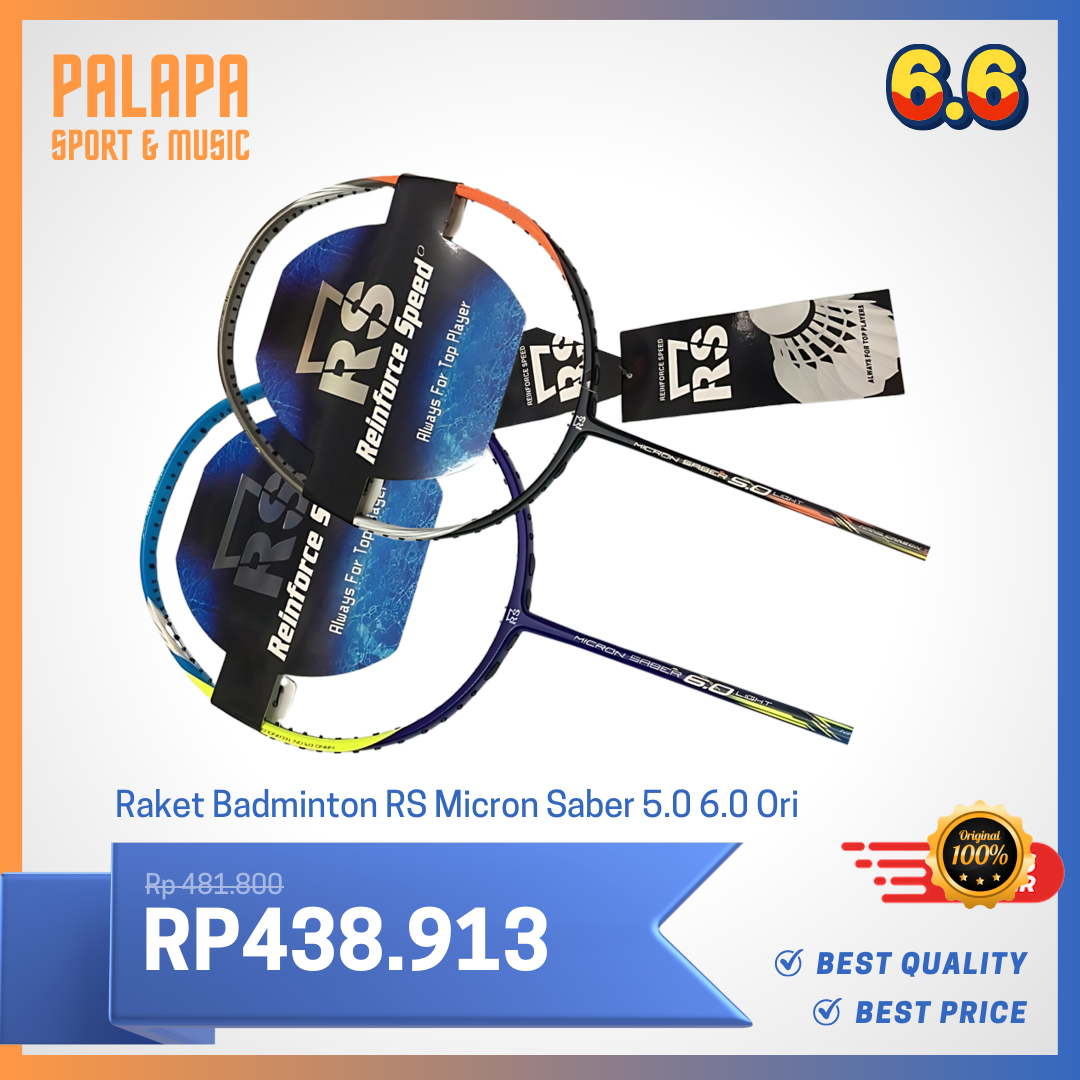 PALAPA
SPORT & MUSIC
6.6
RS
Reinforce Speed
Always For Top Player
REINFORCE SPEED
RS
REINFORCE SPEED
RS
ALWAYS FOR TOP PLAYERS
RS
MICRON SABER 5.0 LIGHT
RS
Reinforce S
Always For Top Player
RS
MICRON SABER 6.0 LIGHT
Raket Badminton RS Micron Saber 5.0 6.0 Ori
Rp 481.800
RP438.913
Original
100%
BEST QUALITY
BEST PRICE